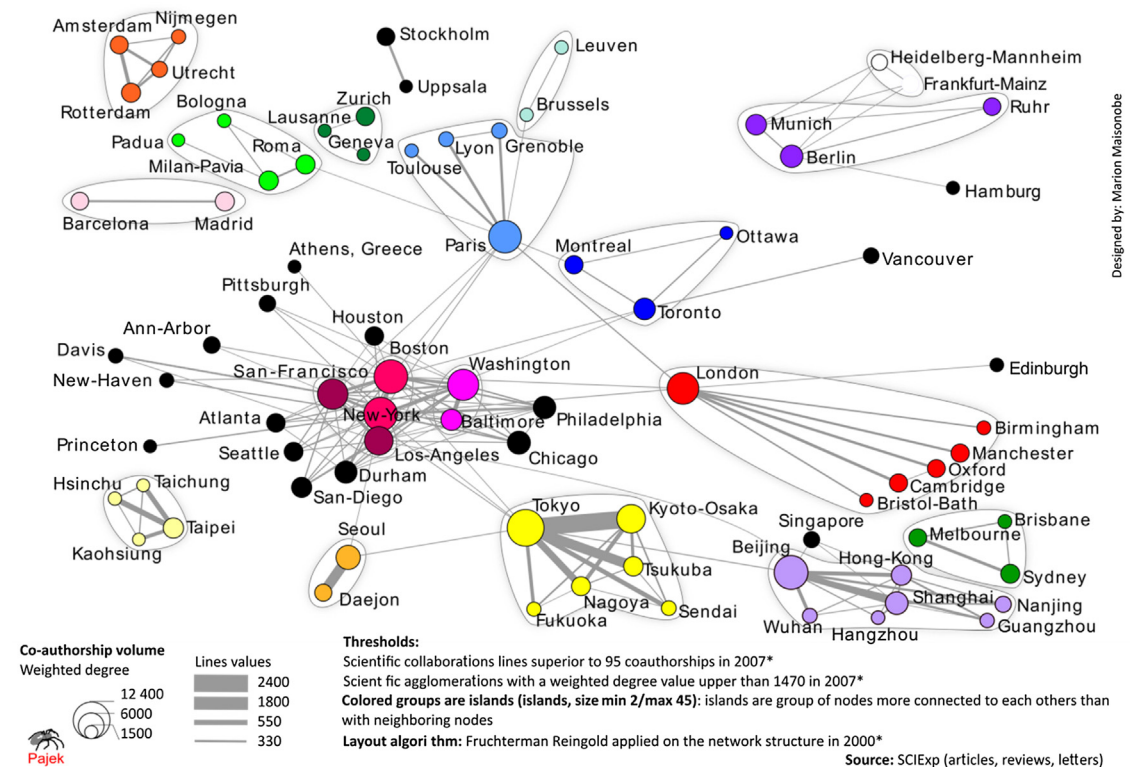 Amsterdam
Nijmegen
Utrecht
Rotterdam
Stockholm
Uppsala
Leuven
Brussels
Heidelberg-Mannheim
Frankfurt-Mainz
Ruhr
Munich
Berlin
Hamburg
Designed by: Marion Maisonobe
Bologna
Padua
Roma
Milan-Pavia
Zurich
Lausanne
Geneva
Lyon
Grenoble
Toulouse
Paris
Barcelona
Madrid
Montreal
Ottawa
Toronto
Vancouver
Athens, Greece
Pittsburgh
Houston
Ann-Arbor
Boston
Davis
San-Francisco
Washington
New-Haven
New-York
Baltimore
Philadelphia
Atlanta
Princeton
Seattle
Los-Angeles
Chicago
Durham
San-Diego
London
Edinburgh
Birmingham
Manchester
Oxford
Cambridge
Bristol-Bath
Hsinchu
Taichung
Taipei
Kaohsiung
Seoul
Daejon
Tokyo
Kyoto-Osaka
Tsukuba
Nagoya
Sendai
Fukuoka
Singapore
Beijing
Hong-Kong
Shanghai
Nanjing
Guangzhou
Wuhan
Hangzhou
Melbourne
Brisbane
Sydney
Co-authorship volume
Weighted degree
12 400
6000
1500
Pajek
Lines values
2400
1800
550
330
Thresholds:
Scientific collaborations lines superior to 95 coauthorships in 2007*
Scient fic agglomerations with a weighted degree value upper than 1470 in 2007*
Colored groups are islands (islands, size min 2/max 45): islands are group of nodes more connected to each others than
with neighboring nodes
Layout algori thm: Fruchterman Reingold applied on the network structure in 2000*
Source: SCIExp (articles, reviews, letters)